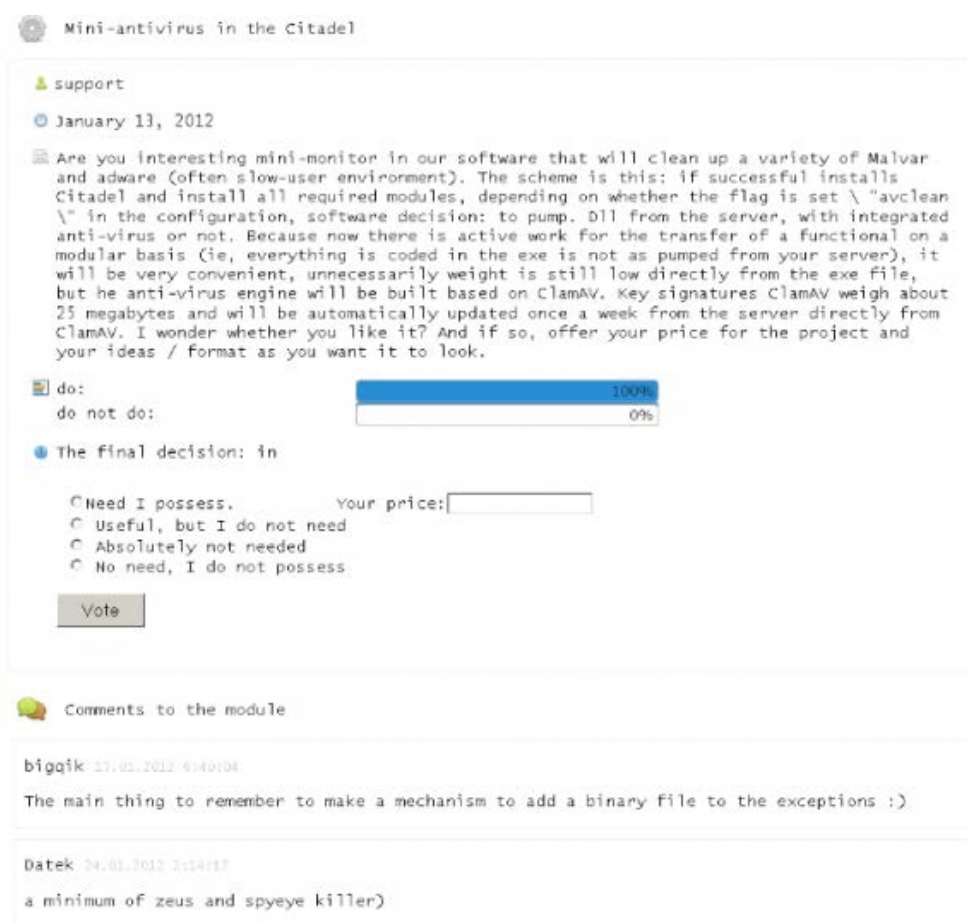 Mini-antivirus in the Citadel
support
January 13, 2012
Are you interesting mini-monitor in our software that will clean up a variety of Malvar
and adware (often slow-user environment). The scheme is this: if successful installs
Citadel and install all required modules, depending on whether the flag is set \ "avclean
\" in the configuration, software decision: to pump. Dll from the server, with integrated
anti-virus or not. Because now there is active work for the transfer of a functional on a
modular basis (ie, everything is coded in the exe is not as pumped from your server), it
will be very convenient, unnecessarily weight is still low directly from the exe file,
but he anti-virus engine will be built based on ClamAV. Key signatures ClamAV weigh about
25 megabytes and will be automatically updated once a week from the server directly from
ClamAV. I wonder whether you like it? And if so, offer your price for the project and
your ideas / format as you want it to look.
do: 100%
do not do: 0%
The final decision: in
Need I possess. Your price:
Useful, but I do not need
Absolutely not needed
No need, I do not possess
Vote
Comments to the module
bigqik
The main thing to remember to make a mechanism to add a binary file to the exceptions :)
Datek 24.01.2012 2:14:17
a minimum of zeus and spyeye killer)